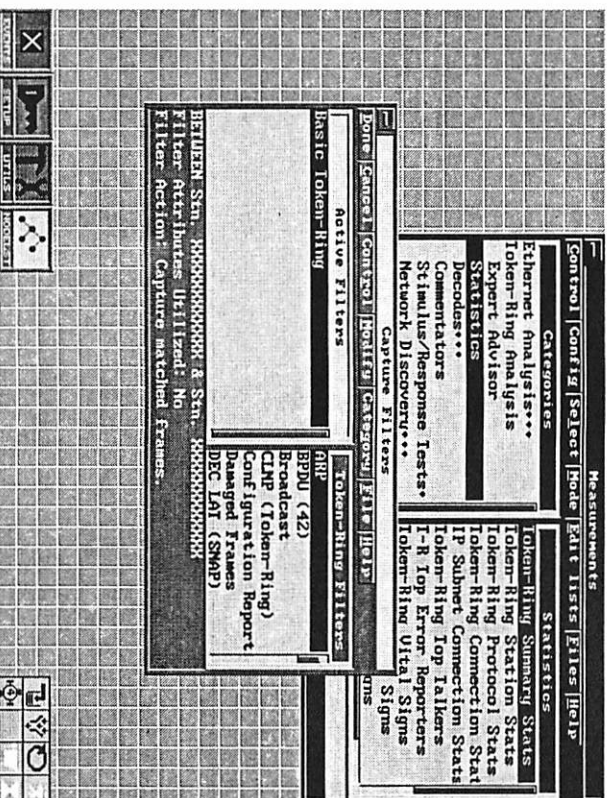 Measurements
Control Config Select Mode Edit lists Files Help
Categories
Ethernet Analysis•••
Token-Ring Analysis
Expert Advisor
Statistics
Decodes•••
Commentators
Stimulus/Response Tests•
Network Discovery•••
Statistics
Token-Ring Summary Stats
Token-Ring Station Stats
Token-Ring Protocol Stats
Token-Ring Connection Stat
IP Subnet Connection Stats
Token-Ring Top Talkers
T-R Top Error Reporters
Token-Ring Vital Signs
Signs
gns
Capture Filters
Done Cancel Control Modify Category File Help
Active Filters
Basic Token-Ring
Token-Ring Filters
ARP
BPDU (42)
Broadcast
CLNP (Token-Ring)
Configuration Report
Damaged Frames
DEC LAT (SNAP)
BETWEEN Stn. XXXXXXXXXXXX & Stn. XXXXXXXXXXXX
Filter Attributes Utilized: No
Filter Action: Capture matched frames.
EVENTS
SETUP
UTILS